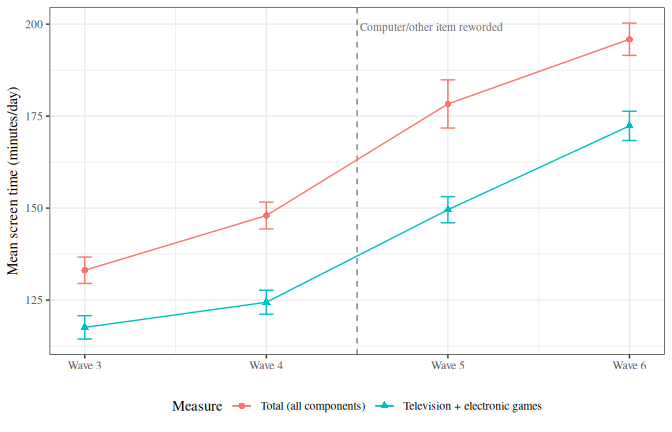 200
Computer/other item reworded
175
150
125
Mean screen time (minutes/day)
Wave 3 Wave 4 Wave 5 Wave 6
Measure Total (all components) Television + electronic games